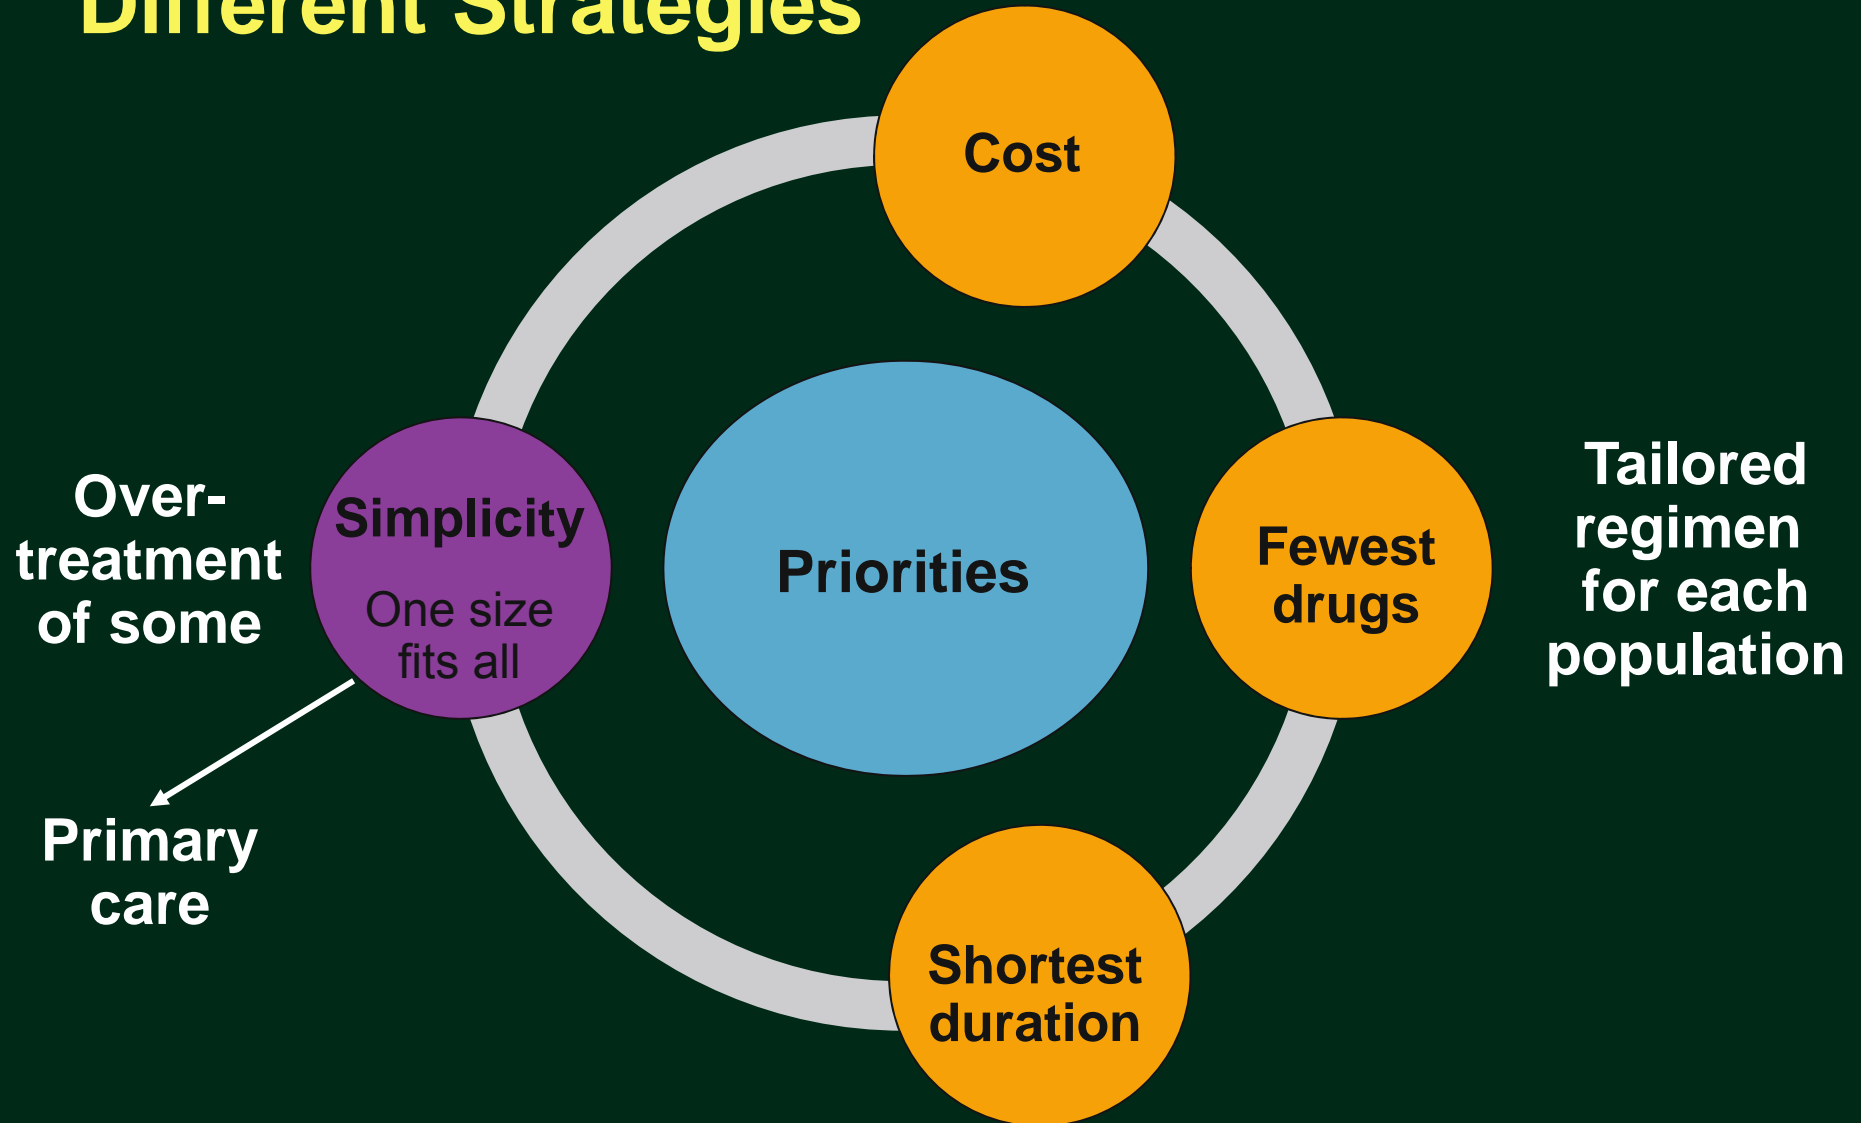 Different Strategies
Cost
Over-
treatment
of some
Simplicity
One size
fits all
Priorities
Fewest
drugs
Tailored
regimen
for each
population
Primary
care
Shortest
duration